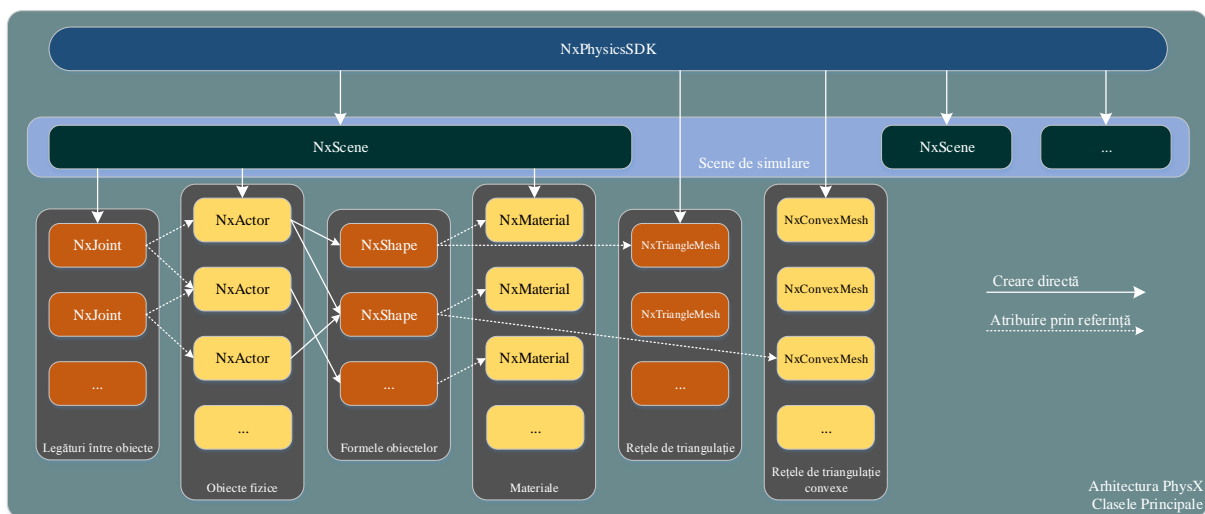 NxPhysicsSDK
NxScene
Scene de simulare
NxScene
...
NxJoint
NxJoint
...
Legături între obiecte
NxActor
NxActor
NxActor
...
Obiecte fizice
NxShape
NxShape
...
Formele obiectelor
NxMaterial
NxMaterial
NxMaterial
...
Materiale
NxTriangleMesh
NxTriangleMesh
...
Rețele de triangulație
NxConvexMesh
NxConvexMesh
NxConvexMesh
...
Rețele de triangulație
convexe
Creare directă
Atribuire prin referință
Arhitectura PhysX
Clasele Principale